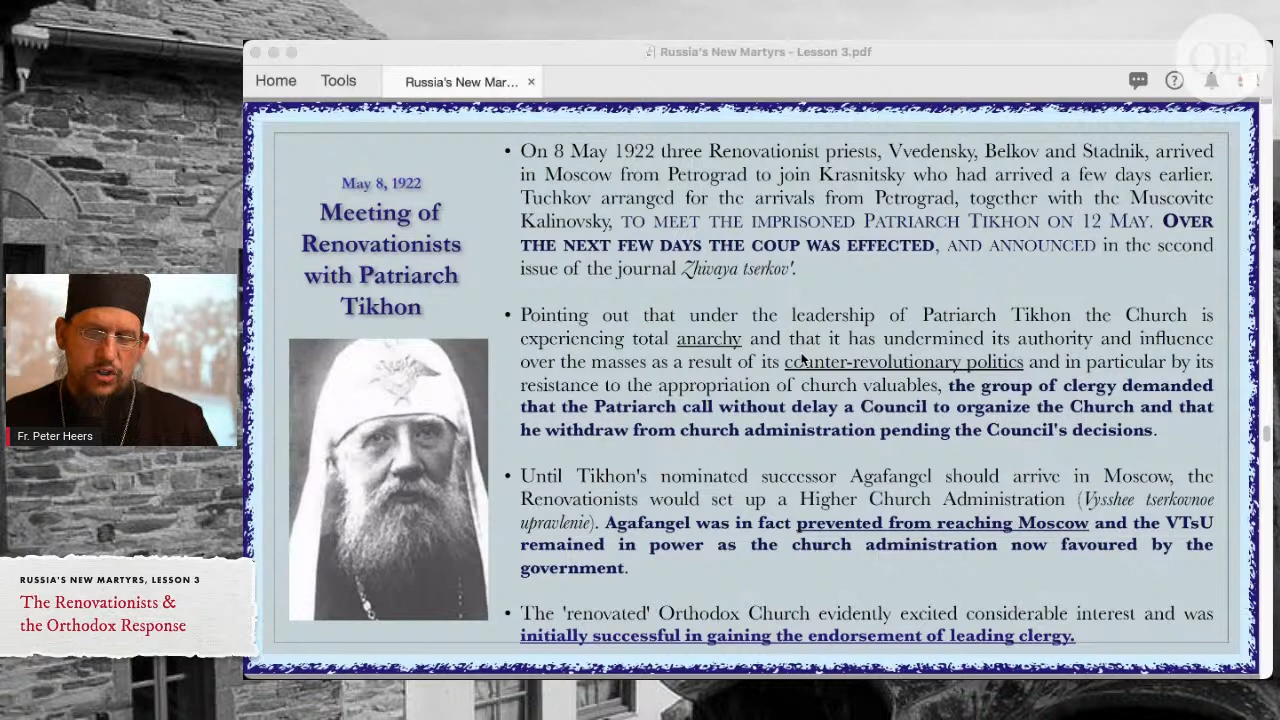 OE
Russia's New Martyrs - Lesson 3.pdf
Home Tools Russia's New Mar... ×
May 8, 1922
Meeting of
Renovationists
with Patriarch
Tikhon
• On 8 May 1922 three Renovationist priests, Vvedensky, Belkov and Stadnik, arrived
in Moscow from Petrograd to join Krasnitsky who had arrived a few days earlier.
Tuchkov arranged for the arrivals from Petrograd, together with the Muscovite
Kalinovsky, TO MEET THE IMPRISONED PATRIARCH TIKHON ON 12 MAY. OVER
THE NEXT FEW DAYS THE COUP WAS EFFECTED, AND ANNOUNCED in the second
issue of the journal Zhivaya tserkov'.
• Pointing out that under the leadership of Patriarch Tikhon the Church is
experiencing total anarchy and that it has undermined its authority and influence
over the masses as a result of its counter-revolutionary politics and in particular by its
resistance to the appropriation of church valuables, the group of clergy demanded
that the Patriarch call without delay a Council to organize the Church and that
he withdraw from church administration pending the Council's decisions.
• Until Tikhon's nominated successor Agafangel should arrive in Moscow, the
Renovationists would set up a Higher Church Administration (Vysshee tserkovnoe
upravlenie). Agafangel was in fact prevented from reaching Moscow and the VTsU
remained in power as the church administration now favoured by the
government.
• The 'renovated' Orthodox Church evidently excited considerable interest and was
initially successful in gaining the endorsement of leading clergy.
Fr. Peter Heers
RUSSIA'S NEW MARTYRS, LESSON 3
The Renovationists &
the Orthodox Response